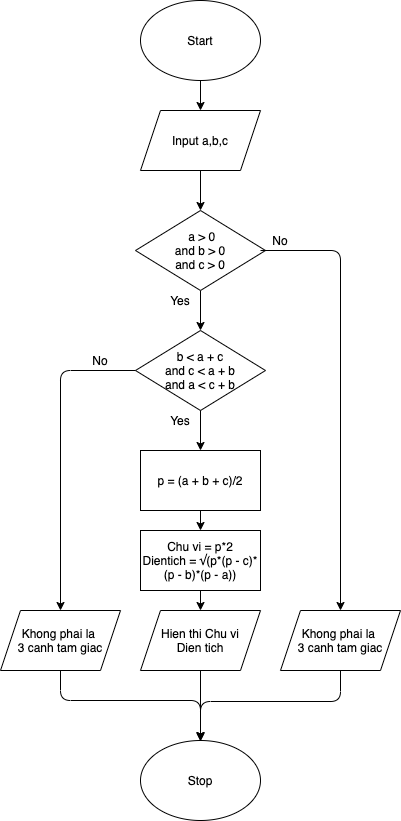 Start
Input a,b,c
a > 0
and b > 0
and c > 0
No
Yes
b < a + c
and c < a + b
and a < c + b
No
Yes
p = (a + b + c)/2
Chu vi = p*2
Dientich = √(p*(p - c)*
(p - b)*(p - a))
Khong phai la
3 canh tam giac
Hien thi Chu vi
Dien tich
Khong phai la
3 canh tam giac
Stop